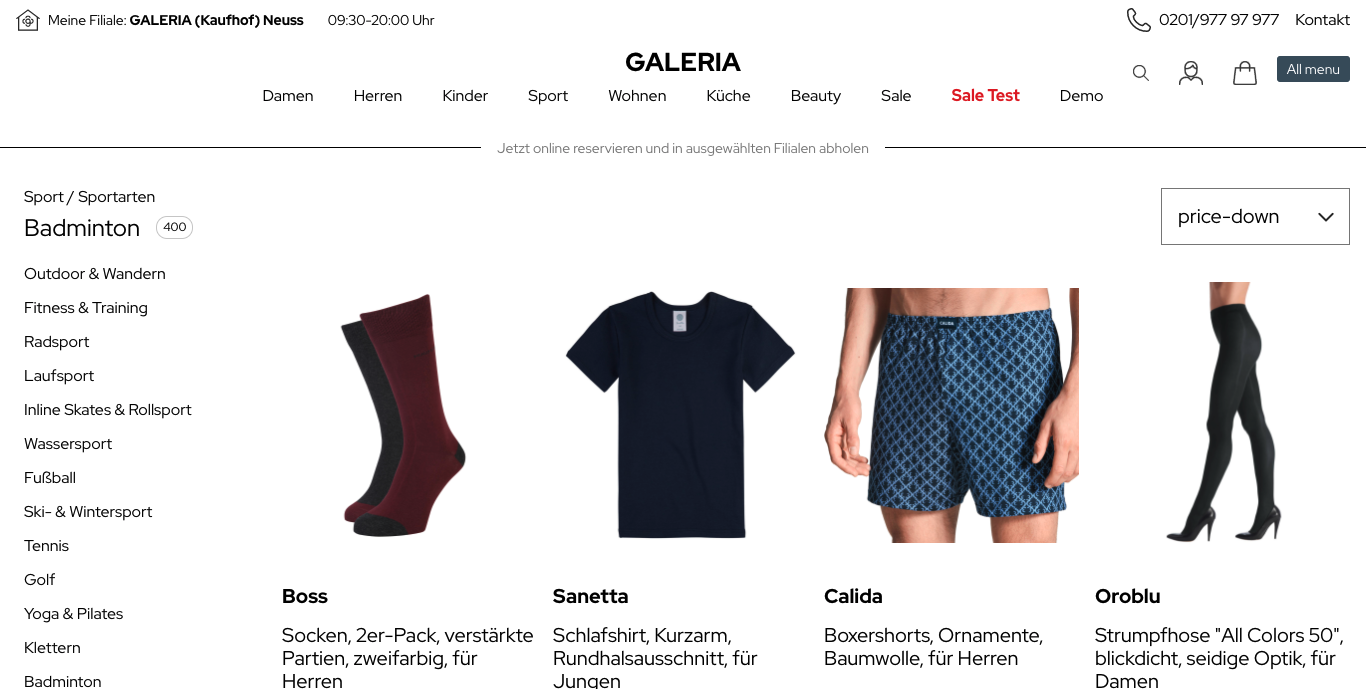 Meine Filiale: GALERIA (Kaufhof) Neuss 09:30-20:00 Uhr
0201/977 97 977 Kontakt
GALERIA
All menu
Damen Herren Kinder Sport Wohnen Küche Beauty Sale Sale Test Demo
Jetzt online reservieren und in ausgewählten Filialen abholen
Sport / Sportarten
Badminton 400
price-down
Outdoor & Wandern
Fitness & Training
Radsport
Laufsport
Inline Skates & Rollsport
Wassersport
Fußball
Ski- & Wintersport
Tennis
Golf
Yoga & Pilates
Klettern
Badminton
Boss
Socken, 2er-Pack, verstärkte
Partien, zweifarbig, für
Herren
Sanetta
Schlafshirt, Kurzarm,
Rundhalsausschnitt, für
Jungen
Calida
Boxershorts, Ornamente,
Baumwolle, für Herren
Oroblu
Strumpfhose "All Colors 50",
blickdicht, seidige Optik, für
Damen